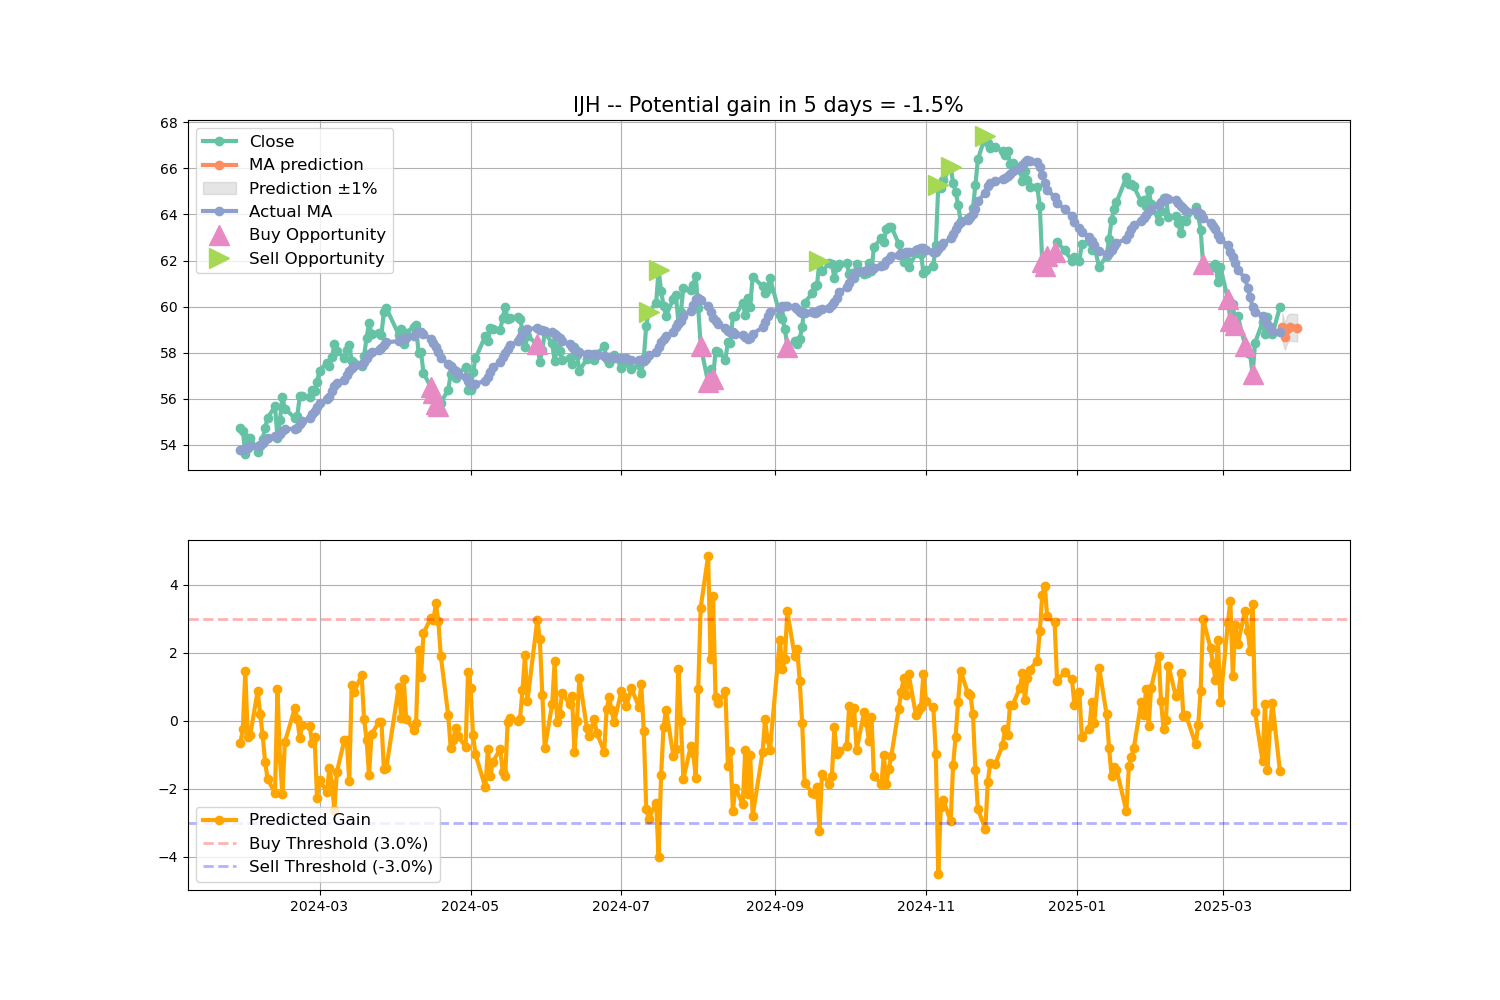 IJH -- Potential gain in 5 days = -1.5%
68
66
64
62
60
58
56
54
Close
MA prediction
Prediction ±1%
Actual MA
Buy Opportunity
Sell Opportunity
4
2
0
−2
−4
Predicted Gain
Buy Threshold (3.0%)
Sell Threshold (-3.0%)
2024-03
2024-05
2024-07
2024-09
2024-11
2025-01
2025-03